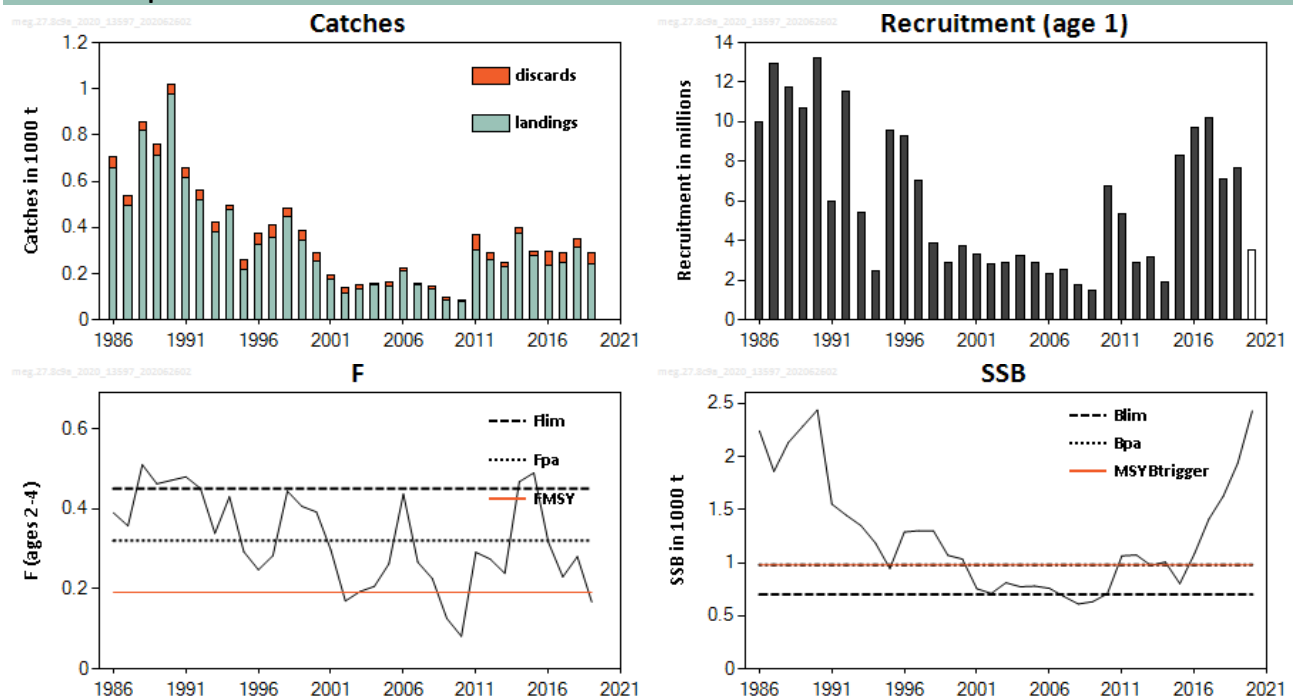 meg.27.8c9a_2020_13597_202062602
Catches
1.2
1
0.8
0.6
0.4
0.2
0
Catches in 1000 t
discards
landings
1986 1991 1996 2001 2006 2011 2016 2021
meg.27.8c9a_2020_13597_202062602
Recruitment (age 1)
14
12
10
8
6
4
2
0
Recruitment in millions
1986 1991 1996 2001 2006 2011 2016 2021
meg.27.8c9a_2020_13597_202062602
F
0.6
0.4
0.2
0
F (ages 2-4)
Flim
Fpa
FMSY
1986 1991 1996 2001 2006 2011 2016 2021
meg.27.8c9a_2020_13597_202062602
SSB
2.5
2
1.5
1
0.5
0
SSB in 1000 t
Blim
Bpa
MSYBtrigger
1986 1991 1996 2001 2006 2011 2016 2021